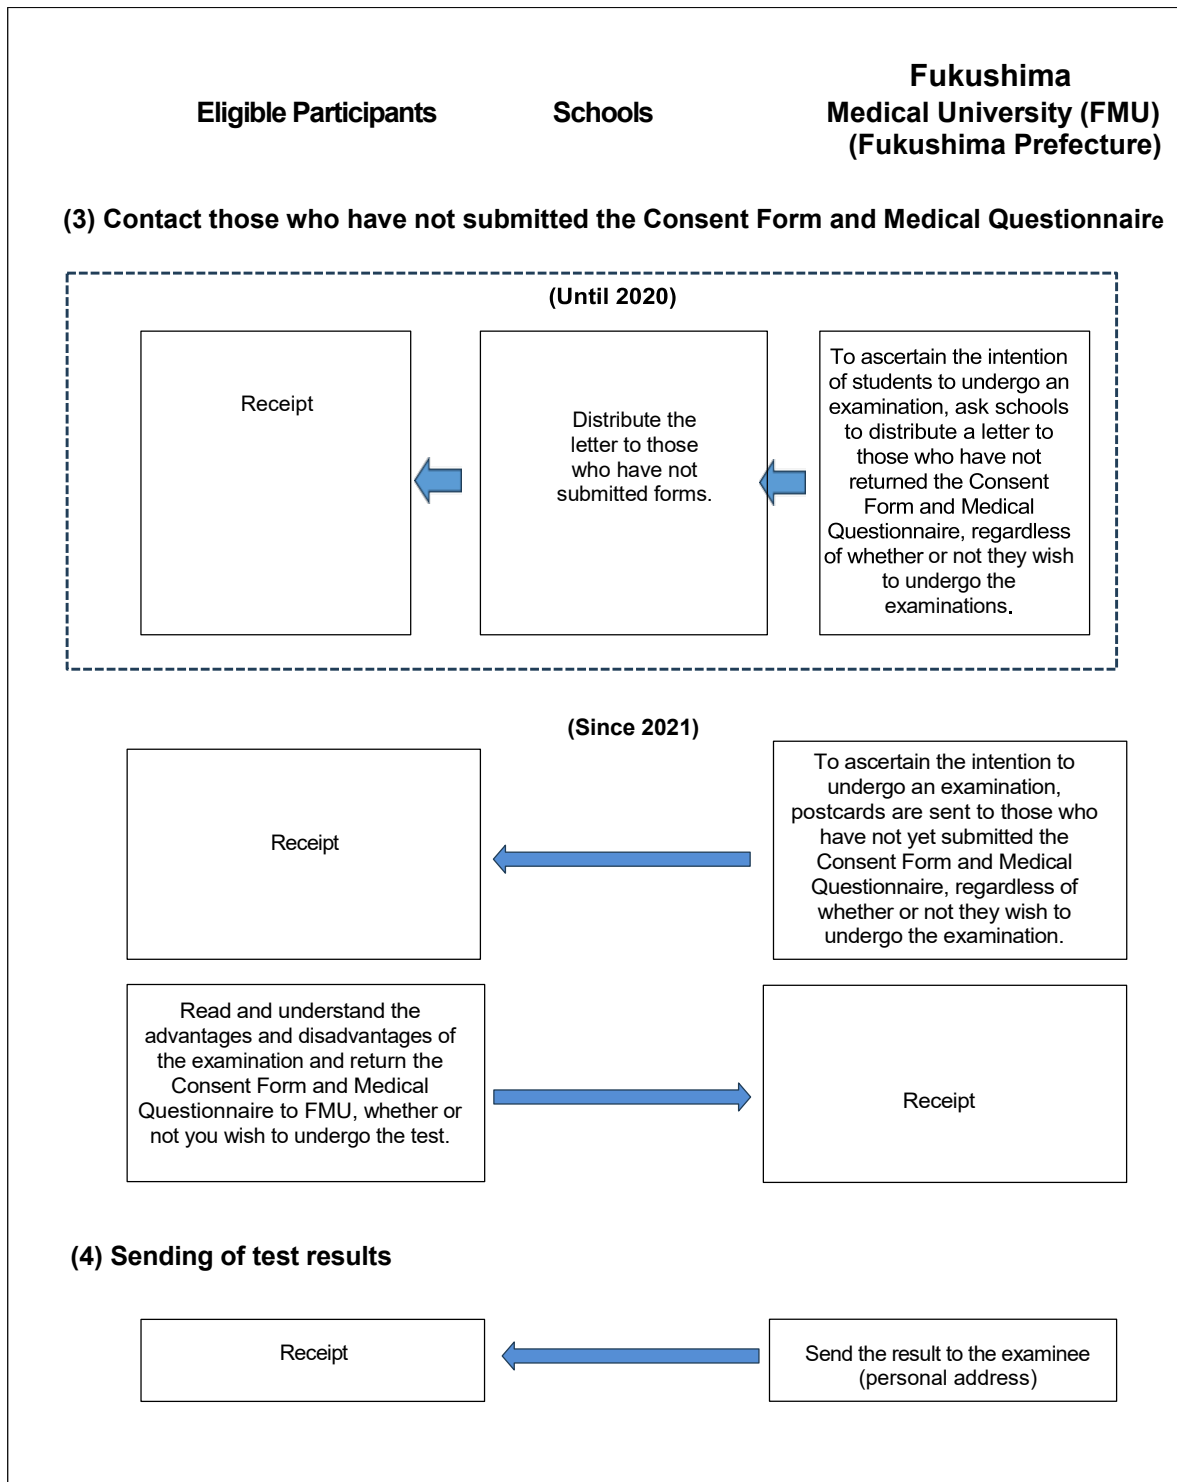 Fukushima
Eligible Participants Schools Medical University (FMU)
(Fukushima Prefecture)
(3) Contact those who have not submitted the Consent Form and Medical Questionnaire
(Until 2020)
Receipt
Distribute the
letter to those
who have not
submitted forms.
To ascertain the intention
of students to undergo an
examination, ask schools
to distribute a letter to
those who have not
returned the Consent
Form and Medical
Questionnaire, regardless
of whether or not they wish
to undergo the
examinations.
(Since 2021)
Receipt
To ascertain the intention to
undergo an examination,
postcards are sent to those who
have not yet submitted the
Consent Form and Medical
Questionnaire, regardless of
whether or not they wish to
undergo the examination.
Read and understand the
advantages and disadvantages of
the examination and return the
Consent Form and Medical
Questionnaire to FMU, whether or
not you wish to undergo the test.
Receipt
(4) Sending of test results
Receipt
Send the result to the examinee
(personal address)